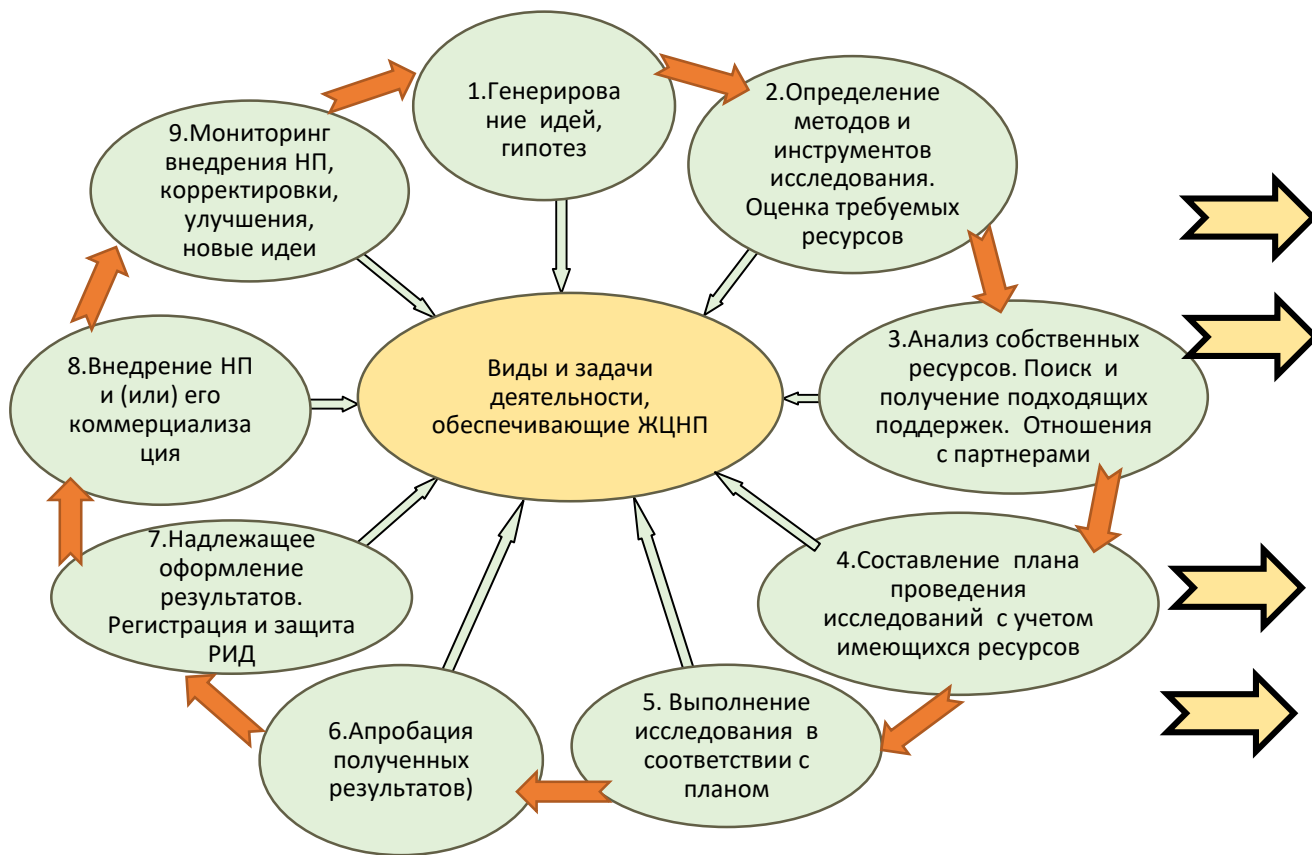 1.Генерирова
ние идей,
гипотез
2.Определение
методов и
инструментов
исследования.
Оценка требуемых
ресурсов
3.Анализ собственных
ресурсов. Поиск и
получение подходящих
поддержек. Отношения
с партнерами
4.Составление плана
проведения
исследований с учетом
имеющихся ресурсов
5. Выполнение
исследования в
соответствии с
планом
6.Апробация
полученных
результатов)
7.Надлежащее
оформление
результатов.
Регистрация и защита
РИД
8.Внедрение НП
и (или) его
коммерциализа
ция
9.Мониторинг
внедрения НП,
корректировки,
улучшения,
новые идеи
Виды и задачи
деятельности,
обеспечивающие ЖЦНП